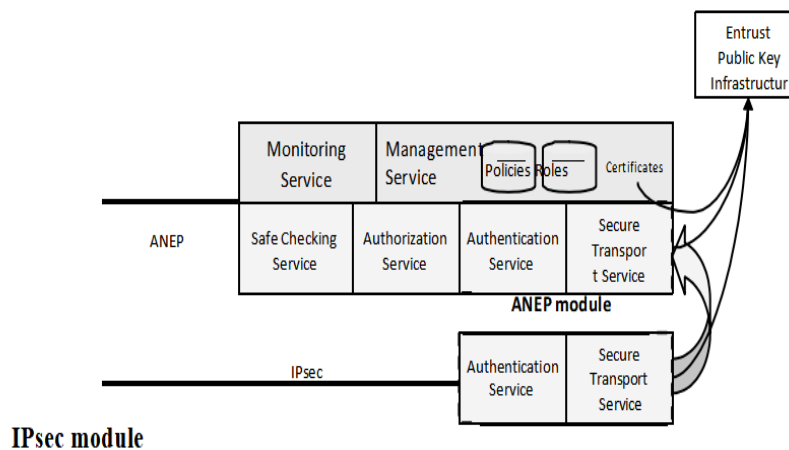 Entrust
Public Key
Infrastructur
Monitoring
Service
Management
Service
Policies
Roles
Certificates
ANEP
Safe Checking
Service
Authorization
Service
Authentication
Service
Secure
Transpor
t Service
ANEP module
IPsec
Authentication
Service
Secure
Transport
Service
IPsec module